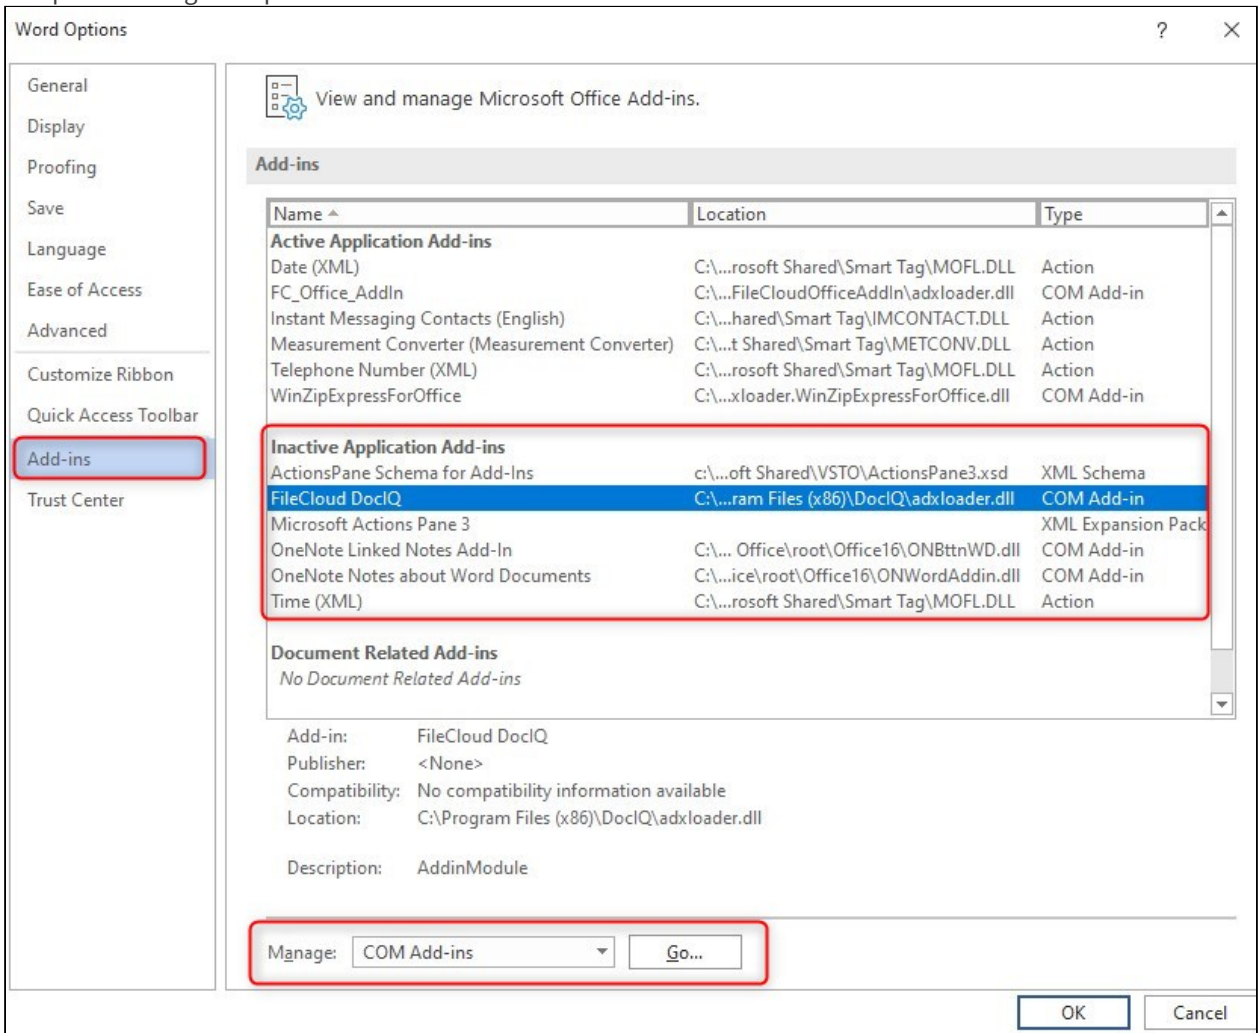 Word Options
?
General
Display
Proofing
Save
Language
Ease of Access
Advanced
Customize Ribbon
Quick Access Toolbar
Add-ins
Trust Center
View and manage Microsoft Office Add-ins.
Add-ins
Name Location Type
Active Application Add-ins
Date (XML) C:\...rosoft Shared\Smart Tag\MOFL.DLL Action
FC_Office_AddIn C:\...FileCloudOfficeAddIn\adxloader.dll COM Add-in
Instant Messaging Contacts (English) C:\...hared\Smart Tag\IMCONTACT.DLL Action
Measurement Converter (Measurement Converter) C:\...t Shared\Smart Tag\METCONV.DLL Action
Telephone Number (XML) C:\...rosoft Shared\Smart Tag\MOFL.DLL Action
WinZipExpressForOffice C:\...xloader.WinZipExpressForOffice.dll COM Add-in
Inactive Application Add-ins
ActionsPane Schema for Add-Ins c:\...oft Shared\VSTO\ActionsPane3.xsd XML Schema
FileCloud DocIQ C:\...ram Files (x86)\DocIQ\adxloader.dll COM Add-in
Microsoft Actions Pane 3 XML Expansion Pack
OneNote Linked Notes Add-In C:\... Office\root\Office16\ONBttnWD.dll COM Add-in
OneNote Notes about Word Documents C:\...ice\root\Office16\ONWordAddin.dll COM Add-in
Time (XML) C:\...rosoft Shared\Smart Tag\MOFL.DLL Action
Document Related Add-ins
No Document Related Add-ins
Add-in: FileCloud DocIQ
Publisher: <None>
Compatibility: No compatibility information available
Location: C:\Program Files (x86)\DocIQ\adxloader.dll
Description: AddinModule
Manage: COM Add-ins Go...
OK Cancel